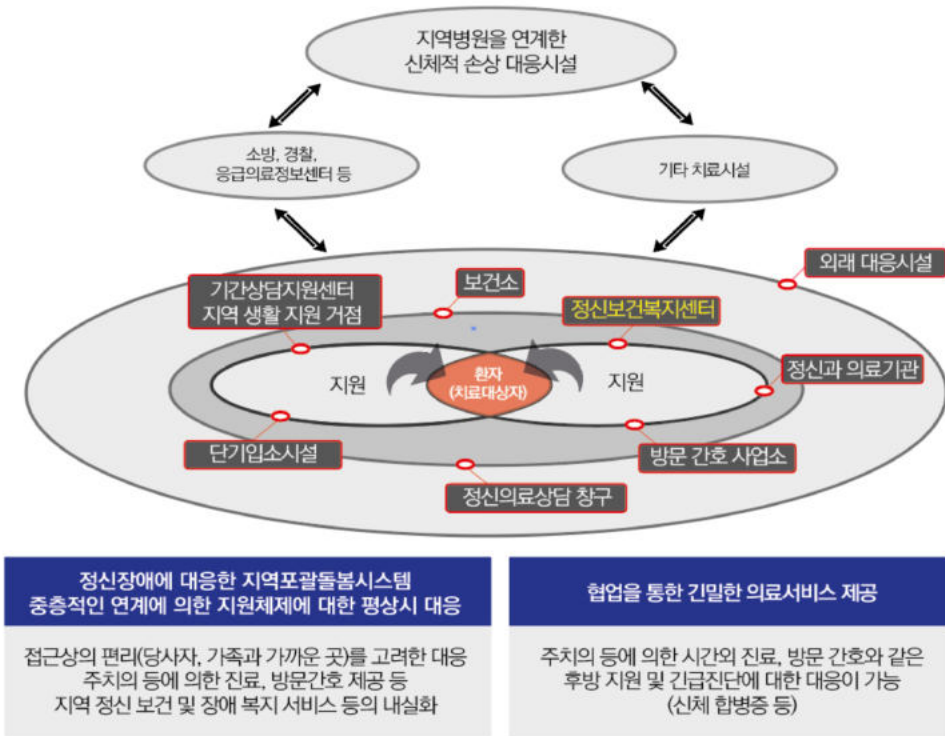 지역병원을 연계한
신체적 손상 대응시설
소방, 경찰,
응급의료정보센터 등
기타 치료시설
외래 대응시설
보건소
기간상담지원센터
지역 생활 지원 거점
정신보건복지센터
정신과 의료기관
지원
환자
(치료대상자)
지원
단기입소시설
방문 간호 사업소
정신의료상담 창구
정신장애에 대응한 지역포괄돌봄시스템
중층적인 연계에 의한 지원체제에 대한 평상시 대응
접근상의 편리(당사자, 가족과 가까운 곳)를 고려한 대응
주치의 등에 의한 진료, 방문간호 제공 등
지역 정신 보건 및 장애 복지 서비스 등의 내실화
협업을 통한 긴밀한 의료서비스 제공
주치의 등에 의한 시간외 진료, 방문 간호와 같은
후방 지원 및 긴급진단에 대한 대응이 가능
(신체 합병증 등)